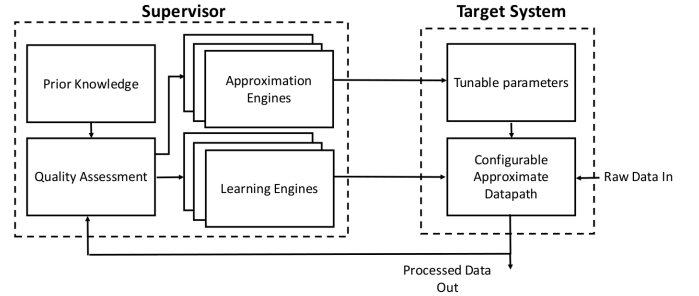 Supervisor
Target System
Prior Knowledge
Approximation
Engines
Tunable parameters
Quality Assessment
Learning Engines
Configurable
Approximate
Datapath
Raw Data In
Processed Data
Out